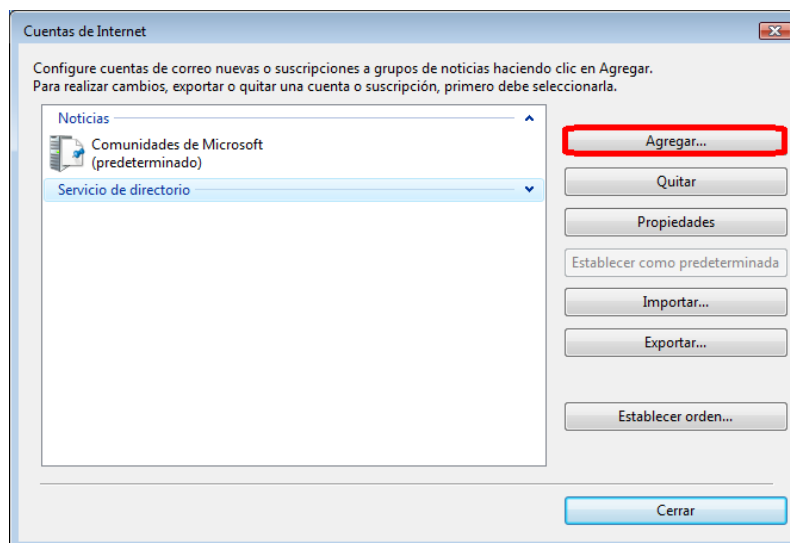 Cuentas de Internet
Configure cuentas de correo nuevas o suscripciones a grupos de noticias haciendo clic en Agregar.
Para realizar cambios, exportar o quitar una cuenta o suscripción, primero debe seleccionarla.
Noticias
Comunidades de Microsoft
(predeterminado)
Servicio de directorio
Agregar...
Quitar
Propiedades
Establecer como predeterminada
Importar...
Exportar...
Establecer orden...
Cerrar